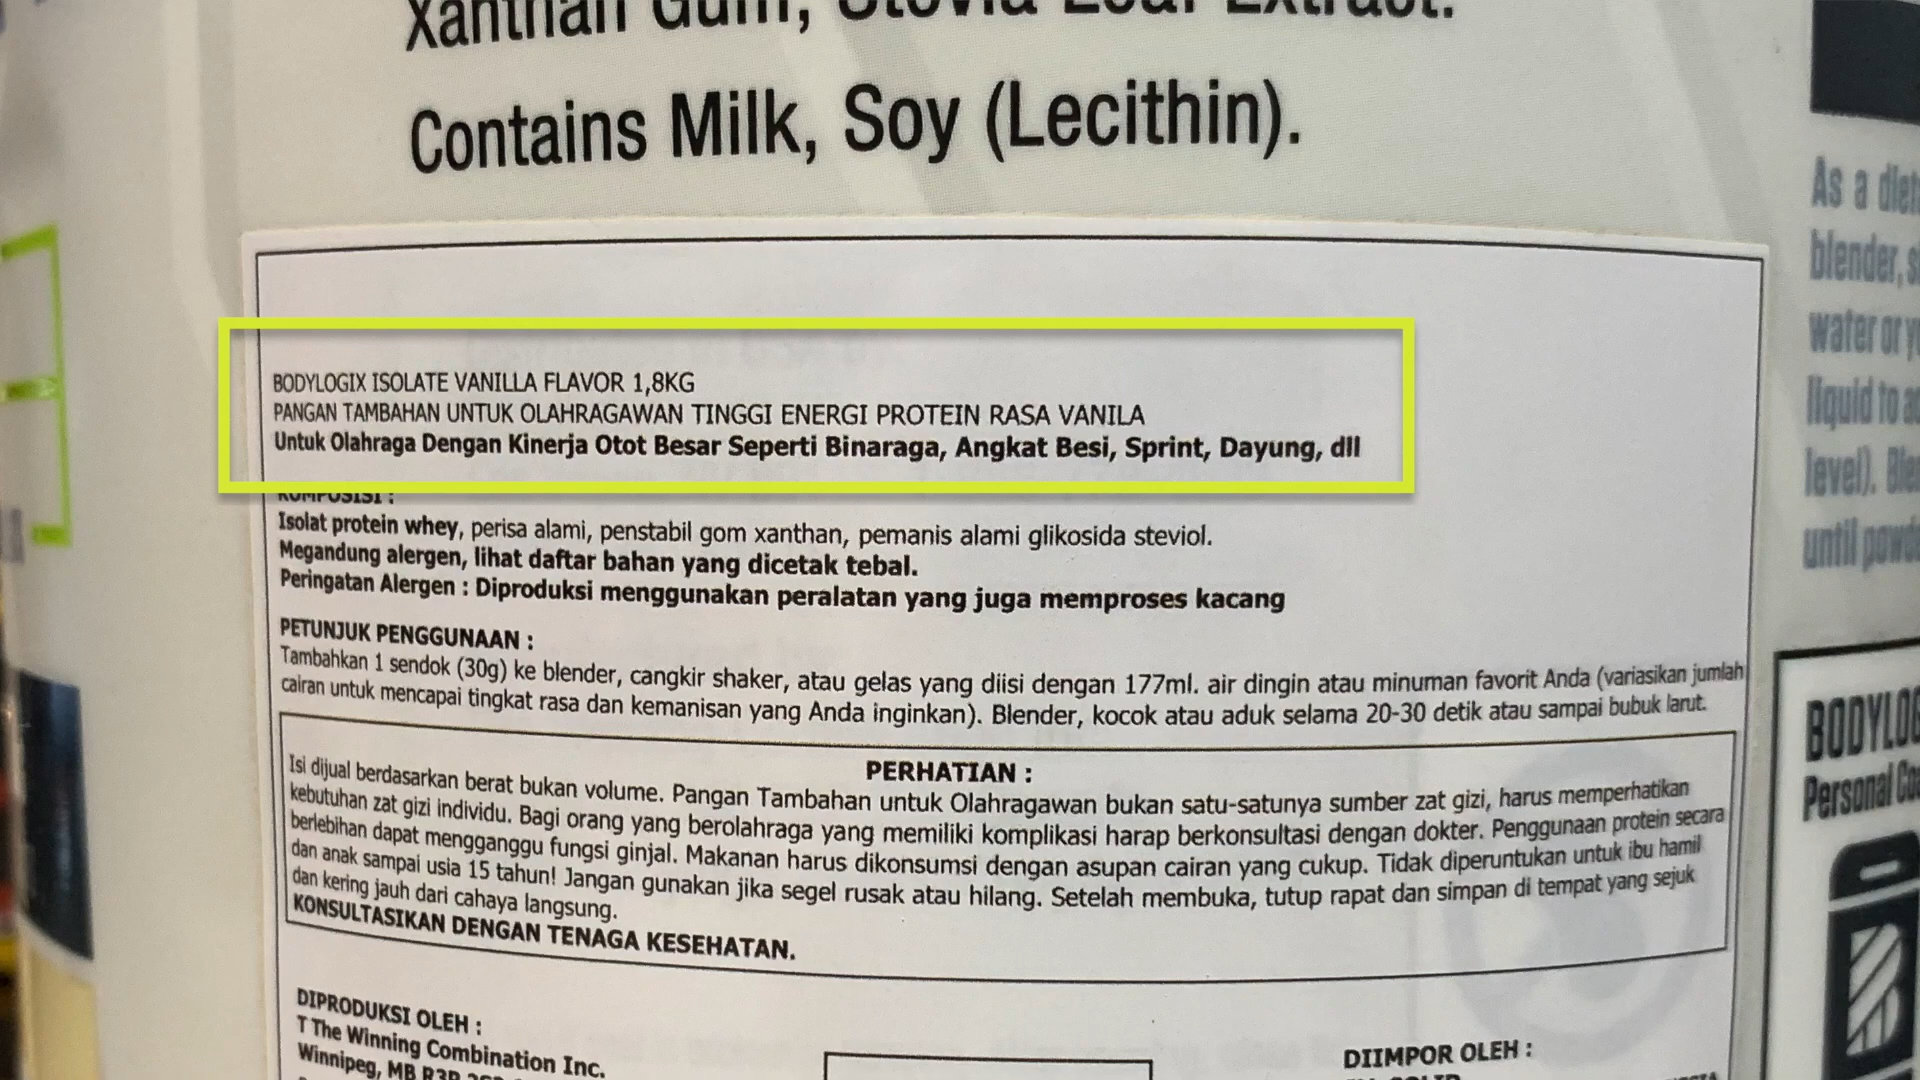 Xanthan Gum, Stevia Leaf Extract.
Contains Milk, Soy (Lecithin).
BODYLOGIX ISOLATE VANILLA FLAVOR 1,8KG
PANGAN TAMBAHAN UNTUK OLAHRAGAWAN TINGGI ENERGI PROTEIN RASA VANILA
Untuk Olahraga Dengan Kinerja Otot Besar Seperti Binaraga, Angkat Besi, Sprint, Dayung, dll
KOMPOSISI :
Isolat protein whey, perisa alami, penstabil gom xanthan, pemanis alami glikosida steviol.
Megandung alergen, lihat daftar bahan yang dicetak tebal.
Peringatan Alergen : Diproduksi menggunakan peralatan yang juga memproses kacang
PETUNJUK PENGGUNAAN :
Tambahkan 1 sendok (30g) ke blender, cangkir shaker, atau gelas yang diisi dengan 177ml. air dingin atau minuman favorit Anda (variasikan jumlah
cairan untuk mencapai tingkat rasa dan kemanisan yang Anda inginkan). Blender, kocok atau aduk selama 20-30 detik atau sampai bubuk larut.
PERHATIAN :
Isi dijual berdasarkan berat bukan volume. Pangan Tambahan untuk Olahragawan bukan satu-satunya sumber zat gizi, harus memperhatikan
kebutuhan zat gizi individu. Bagi orang yang berolahraga yang memiliki komplikasi harap berkonsultasi dengan dokter. Penggunaan protein secara
berlebihan dapat mengganggu fungsi ginjal. Makanan harus dikonsumsi dengan asupan cairan yang cukup. Tidak diperuntukan untuk ibu hamil
dan anak sampai usia 15 tahun! Jangan gunakan jika segel rusak atau hilang. Setelah membuka, tutup rapat dan simpan di tempat yang sejuk
dan kering jauh dari cahaya langsung.
KONSULTASIKAN DENGAN TENAGA KESEHATAN.
DIPRODUKSI OLEH :
T The Winning Combination Inc.
Winnipeg, MB R3P
DIIMPOR OLEH :
As a
blender,
water or
liquid to
level).
until
BODYLOG
Personal